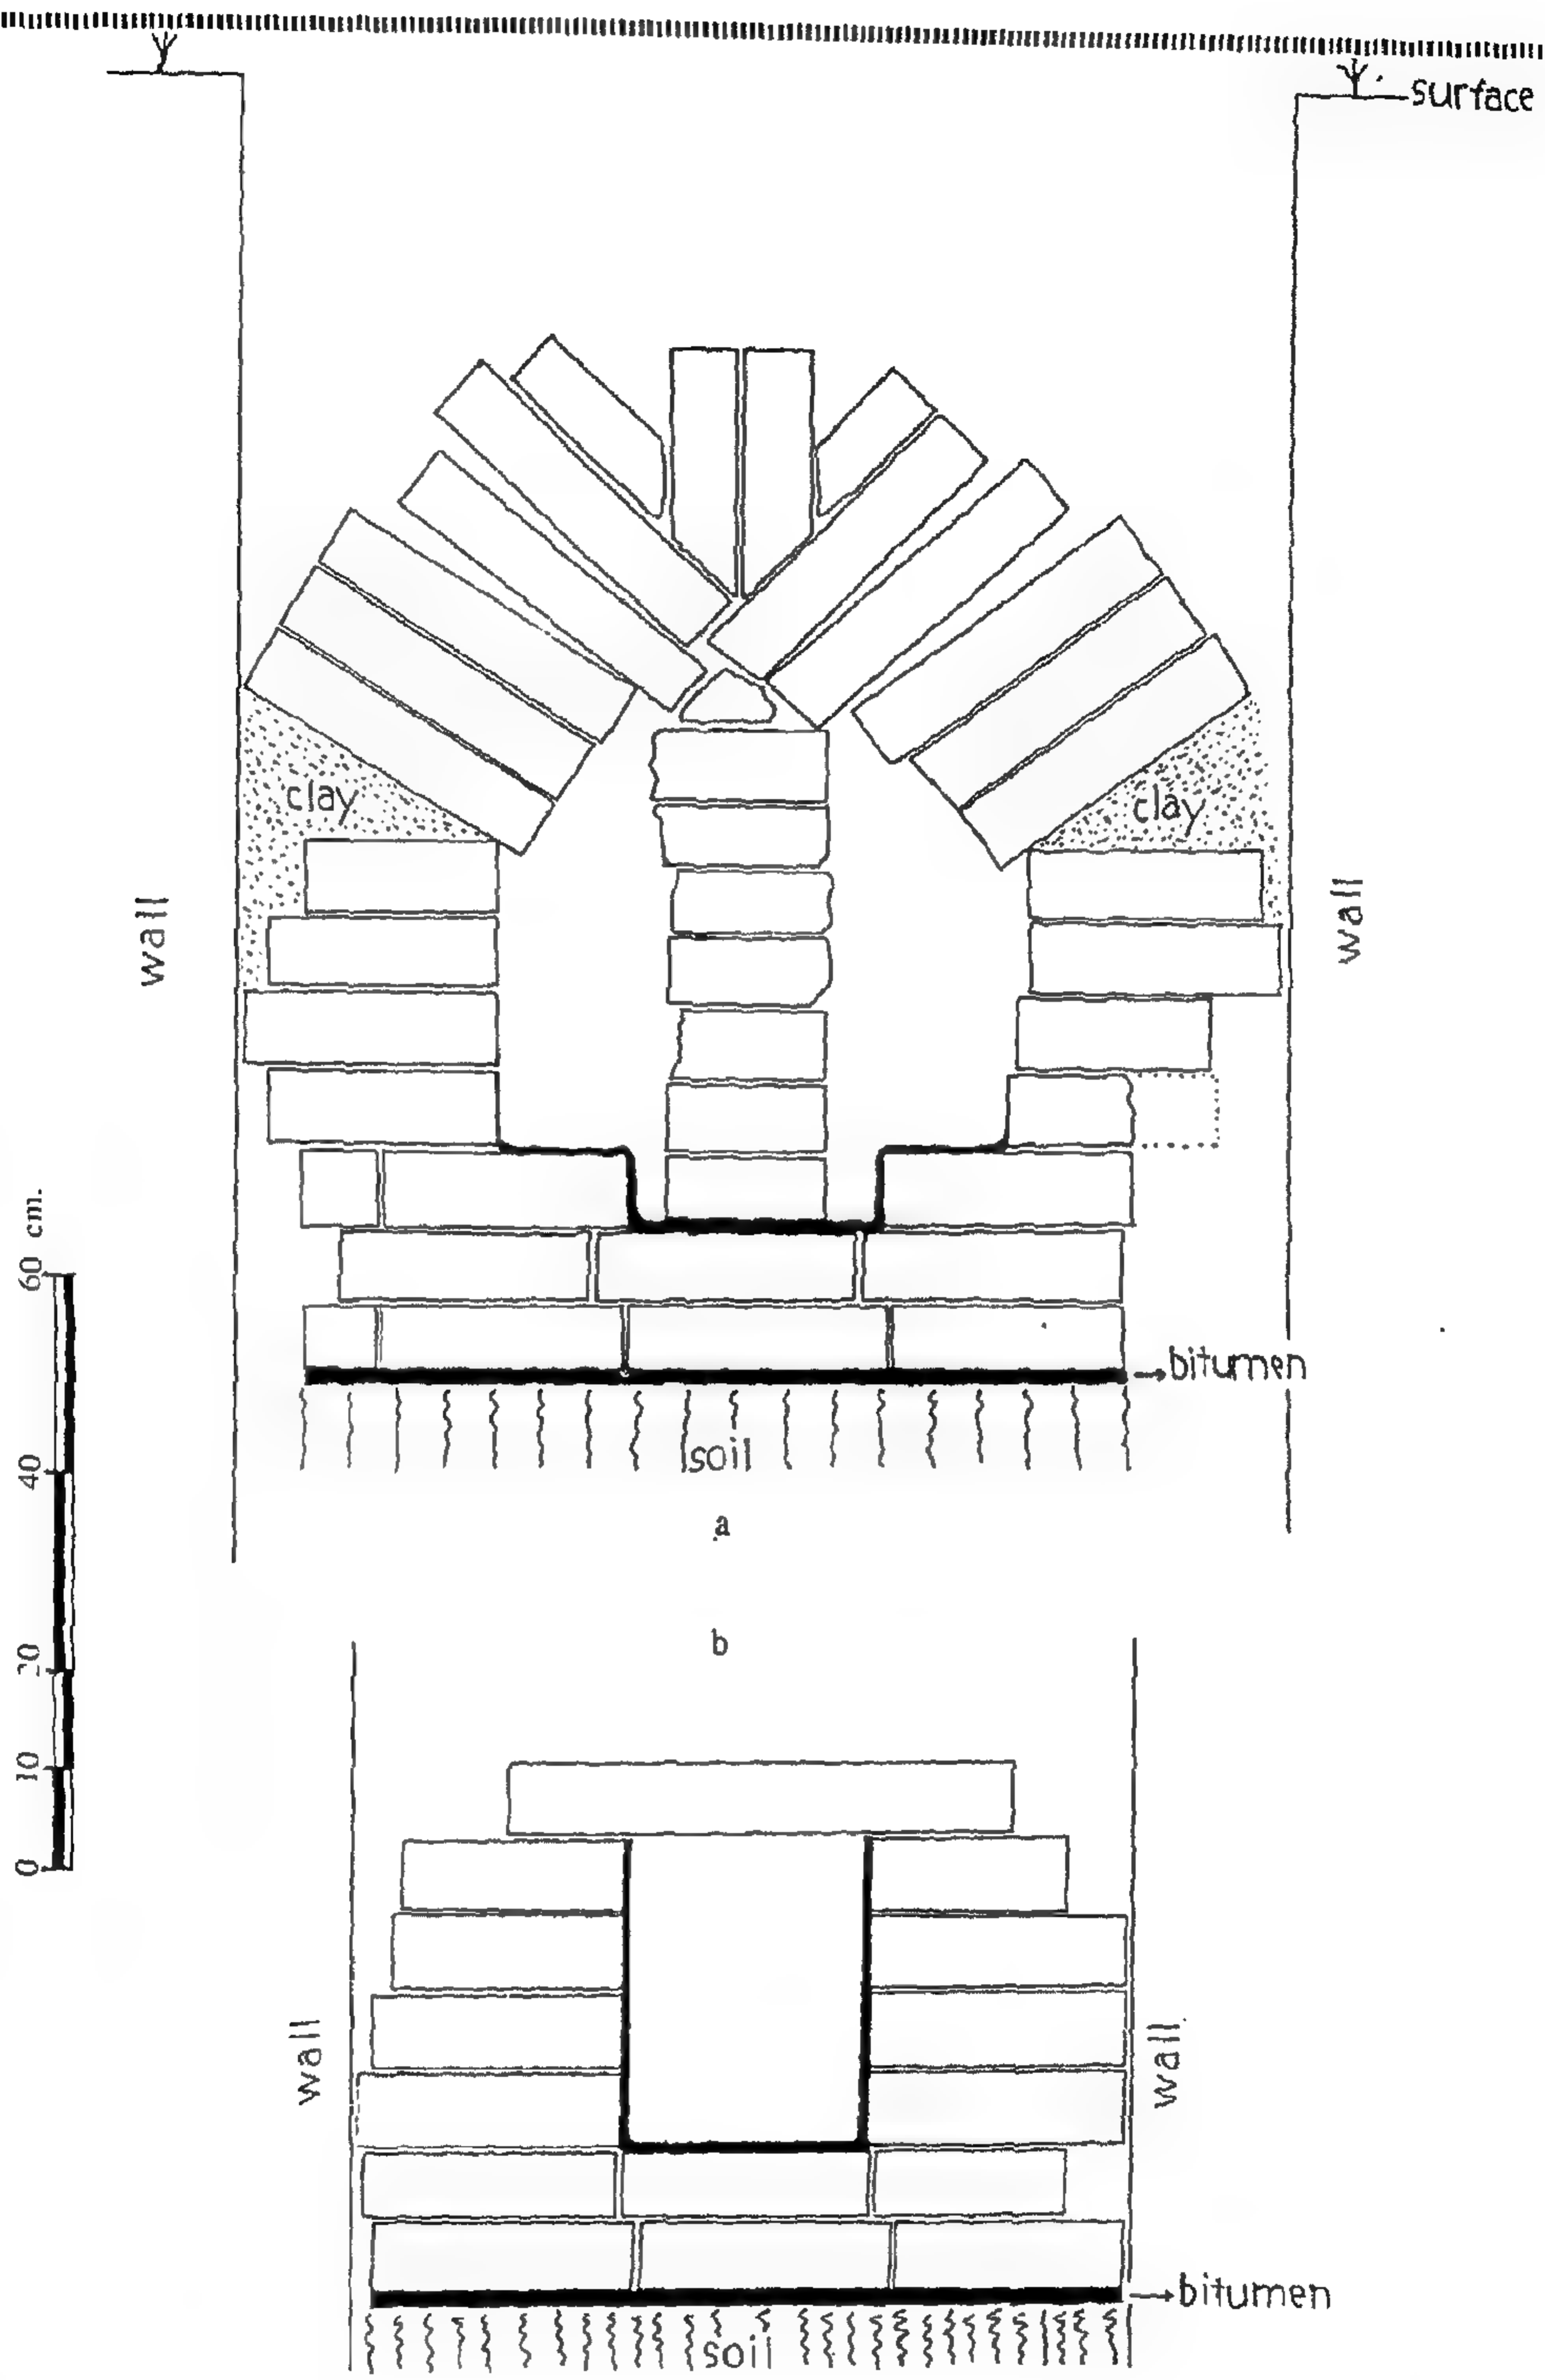 surface
clay
clay
wall
wall
bitumen
soil
a
60 cm.
40
20
10
0
b
wall
wall
bitumen
soil